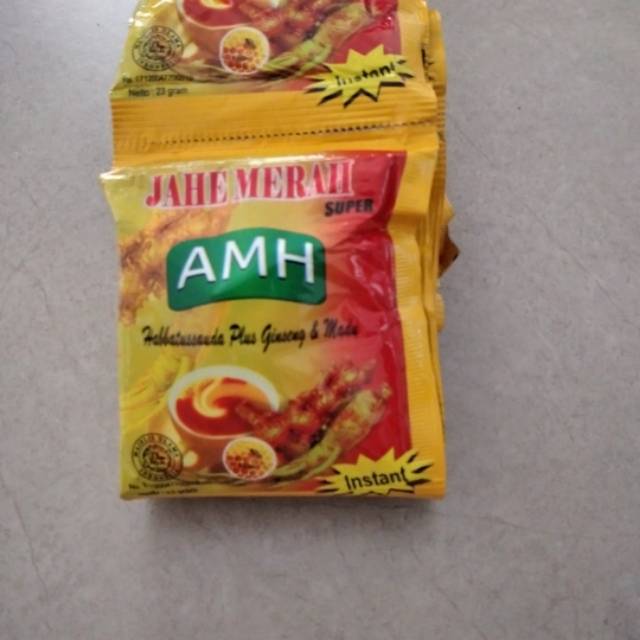 Instant
Netto : 23 gram
JAHE MERAH
SUPER
AMH
Habbatussauda Plus Ginseng & Madu
Instant